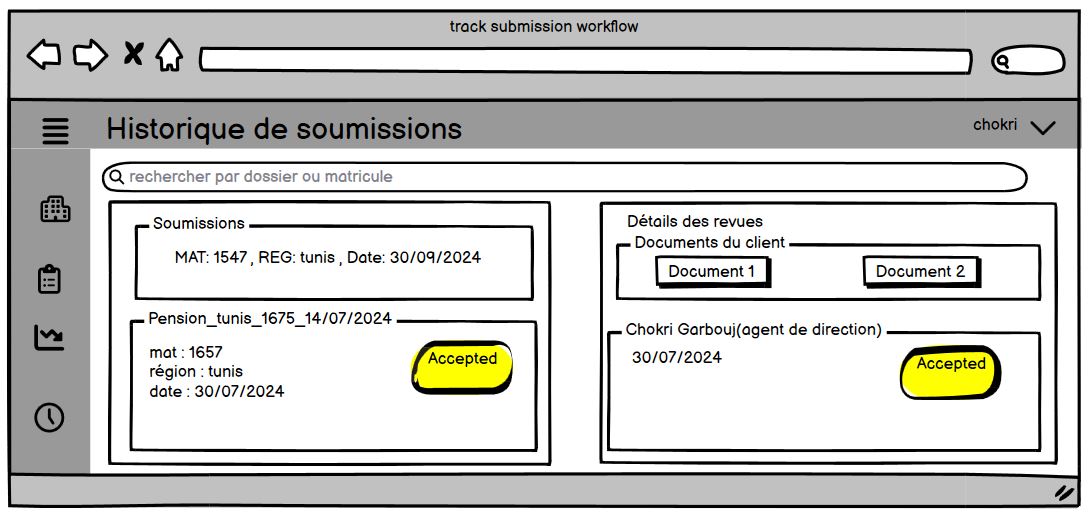 track submission workflow
Historique de soumissions
chokri
rechercher par dossier ou matricule
Soumissions
MAT: 1547 , REG: tunis , Date: 30/09/2024
Pension_tunis_1675_14/07/2024
mat : 1657
région : tunis
date : 30/07/2024
Accepted
Détails des revues
Documents du client
Document 1
Document 2
Chokri Garbouj(agent de direction)
30/07/2024
Accepted